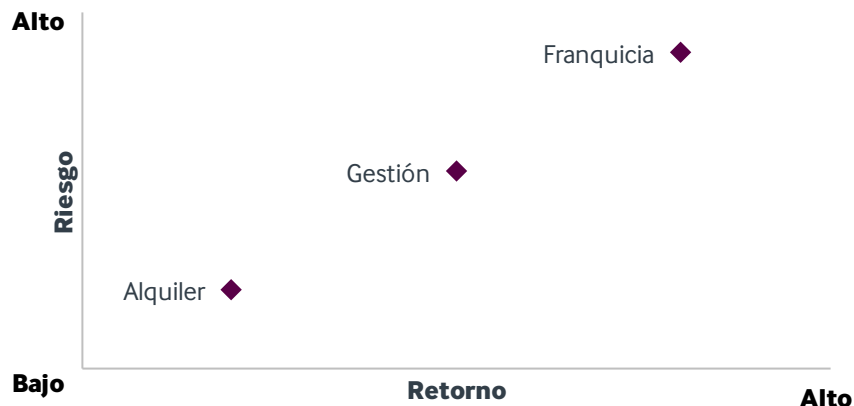 Alto
Franquicia
Riesgo
Gestión
Alquiler
Bajo
Retorno
Alto